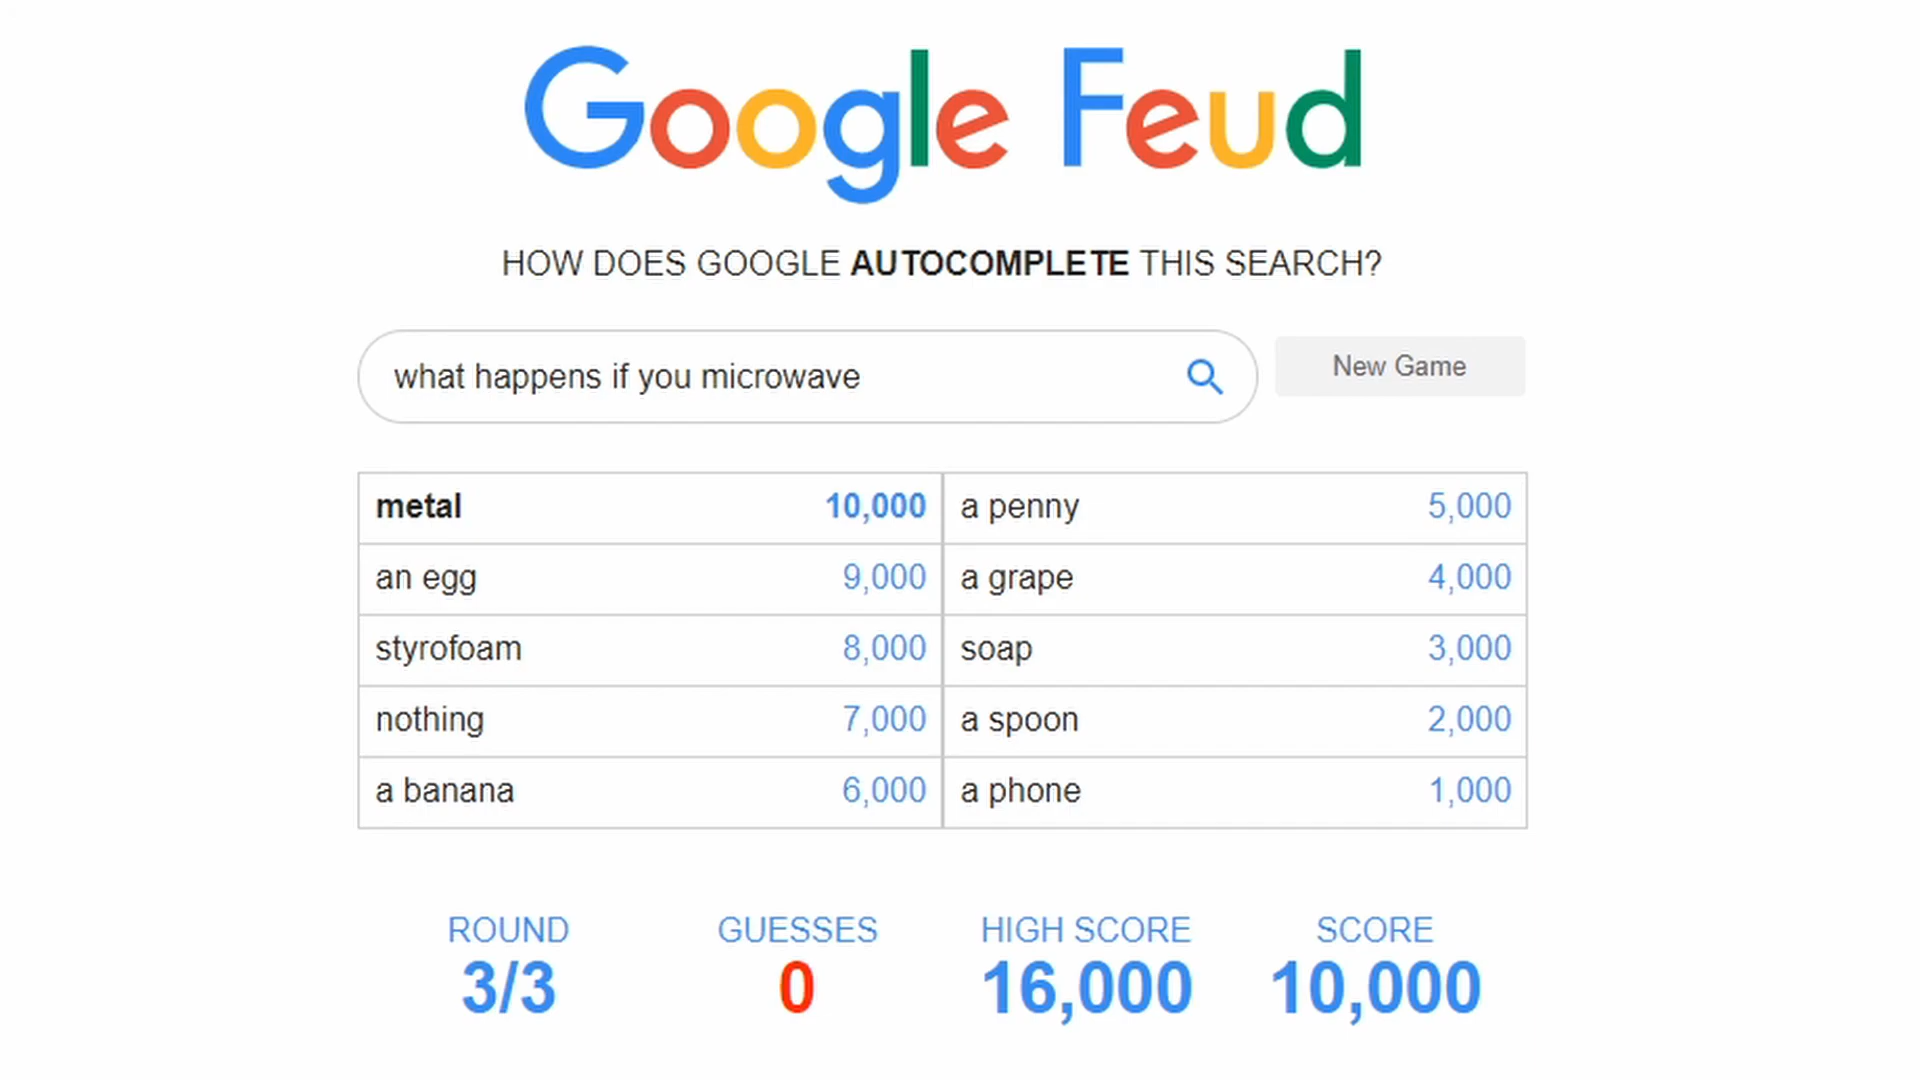 Google Feud
HOW DOES GOOGLE AUTOCOMPLETE THIS SEARCH?
what happens if you microwave
New Game
metal 10,000
an egg 9,000
styrofoam 8,000
nothing 7,000
a banana 6,000
a penny 5,000
a grape 4,000
soap 3,000
a spoon 2,000
a phone 1,000
ROUND
3/3
GUESSES
0
HIGH SCORE
16,000
SCORE
10,000